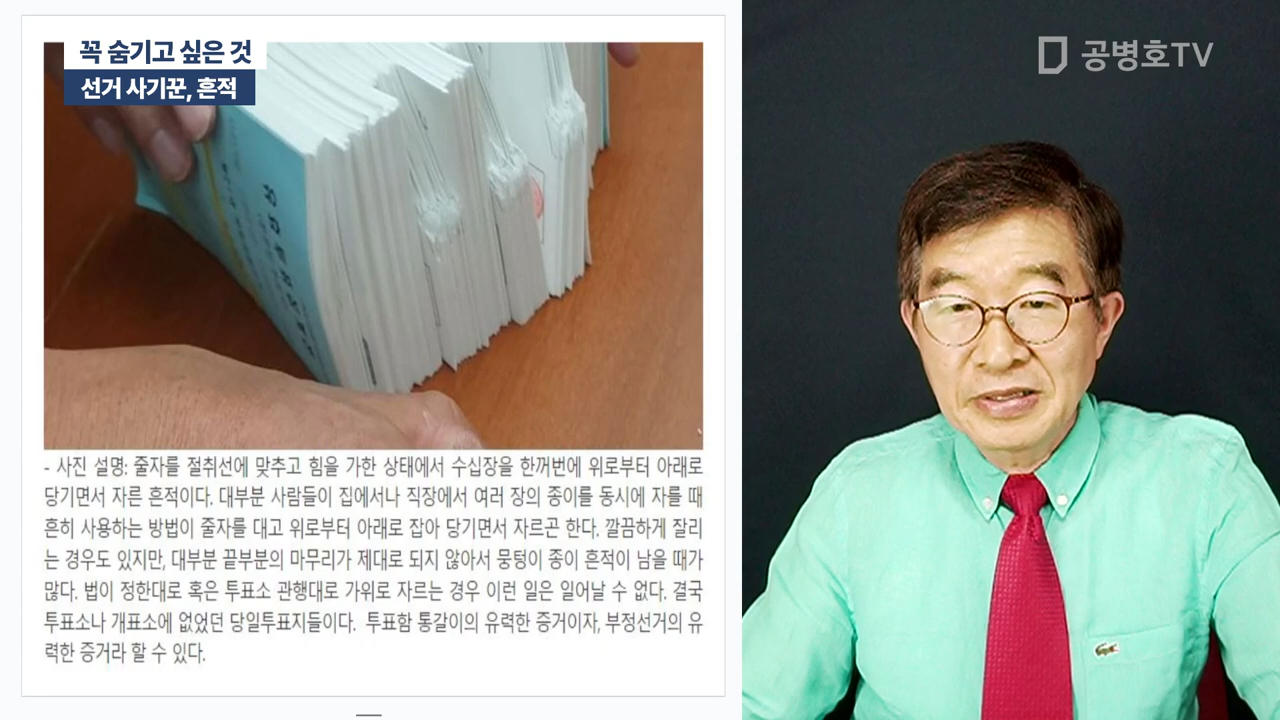 꼭 숨기고 싶은 것
선거 사기꾼, 흔적
공병호TV
- 사진 설명: 줄자를 절취선에 맞추고 힘을 가한 상태에서 수십장을 한꺼번에 위로부터 아래로
당기면서 자른 흔적이다. 대부분 사람들이 집에서나 직장에서 여러 장의 종이를 동시에 자를 때
흔히 사용하는 방법이 줄자를 대고 위로부터 아래로 잡아 당기면서 자르곤 한다. 깔끔하게 잘리
는 경우도 있지만, 대부분 끝부분의 마무리가 제대로 되지 않아서 뭉텅이 종이 흔적이 남을 때가
많다. 법이 정한대로 혹은 투표소 관행대로 가위로 자르는 경우 이런 일은 일어날 수 없다. 결국
투표소나 개표소에 없었던 당일투표지들이다. 투표함 통갈이의 유력한 증거이자, 부정선거의 유
력한 증거라 할 수 있다.